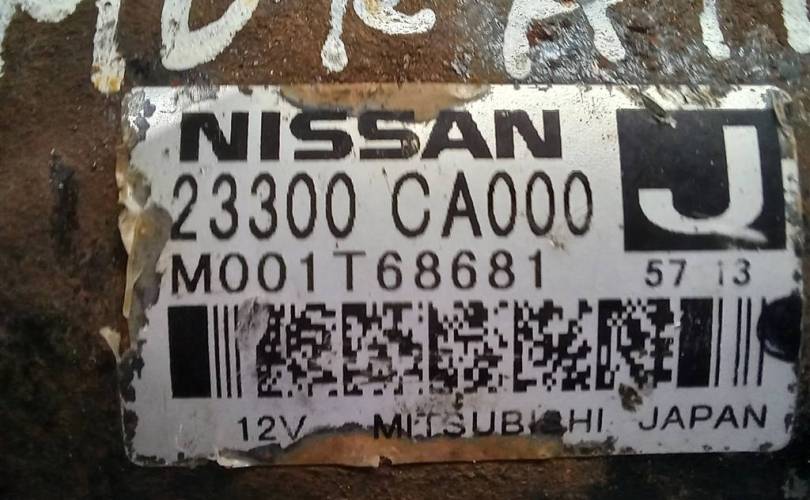 NISSAN J
23300 CA000
M001T68681 57 13
12V MITSUBISHI JAPAN